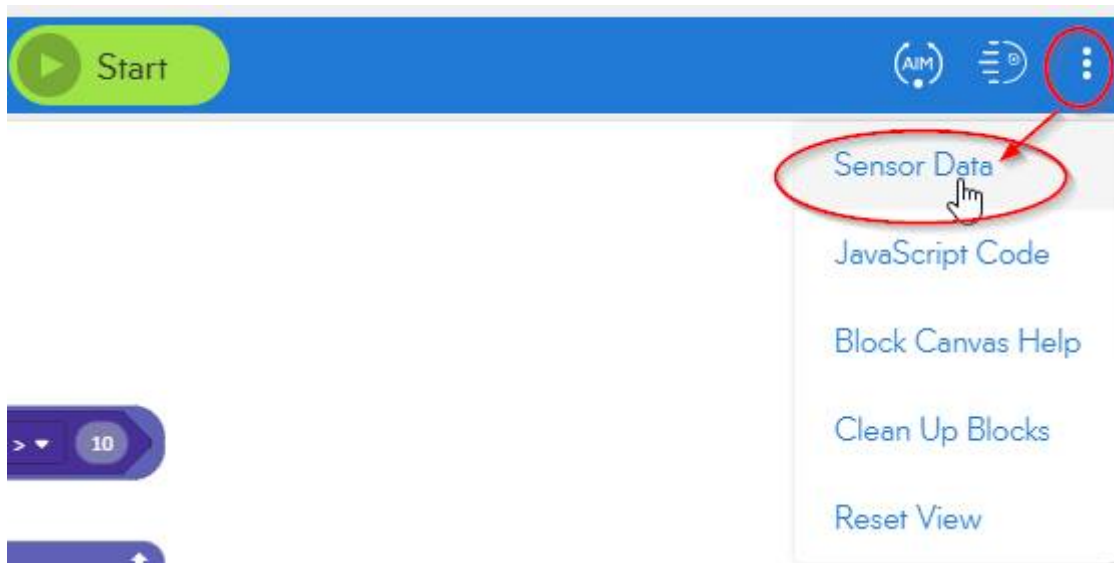 Start
AIM
Sensor Data
JavaScript Code
Block Canvas Help
> 10
Clean Up Blocks
Reset View